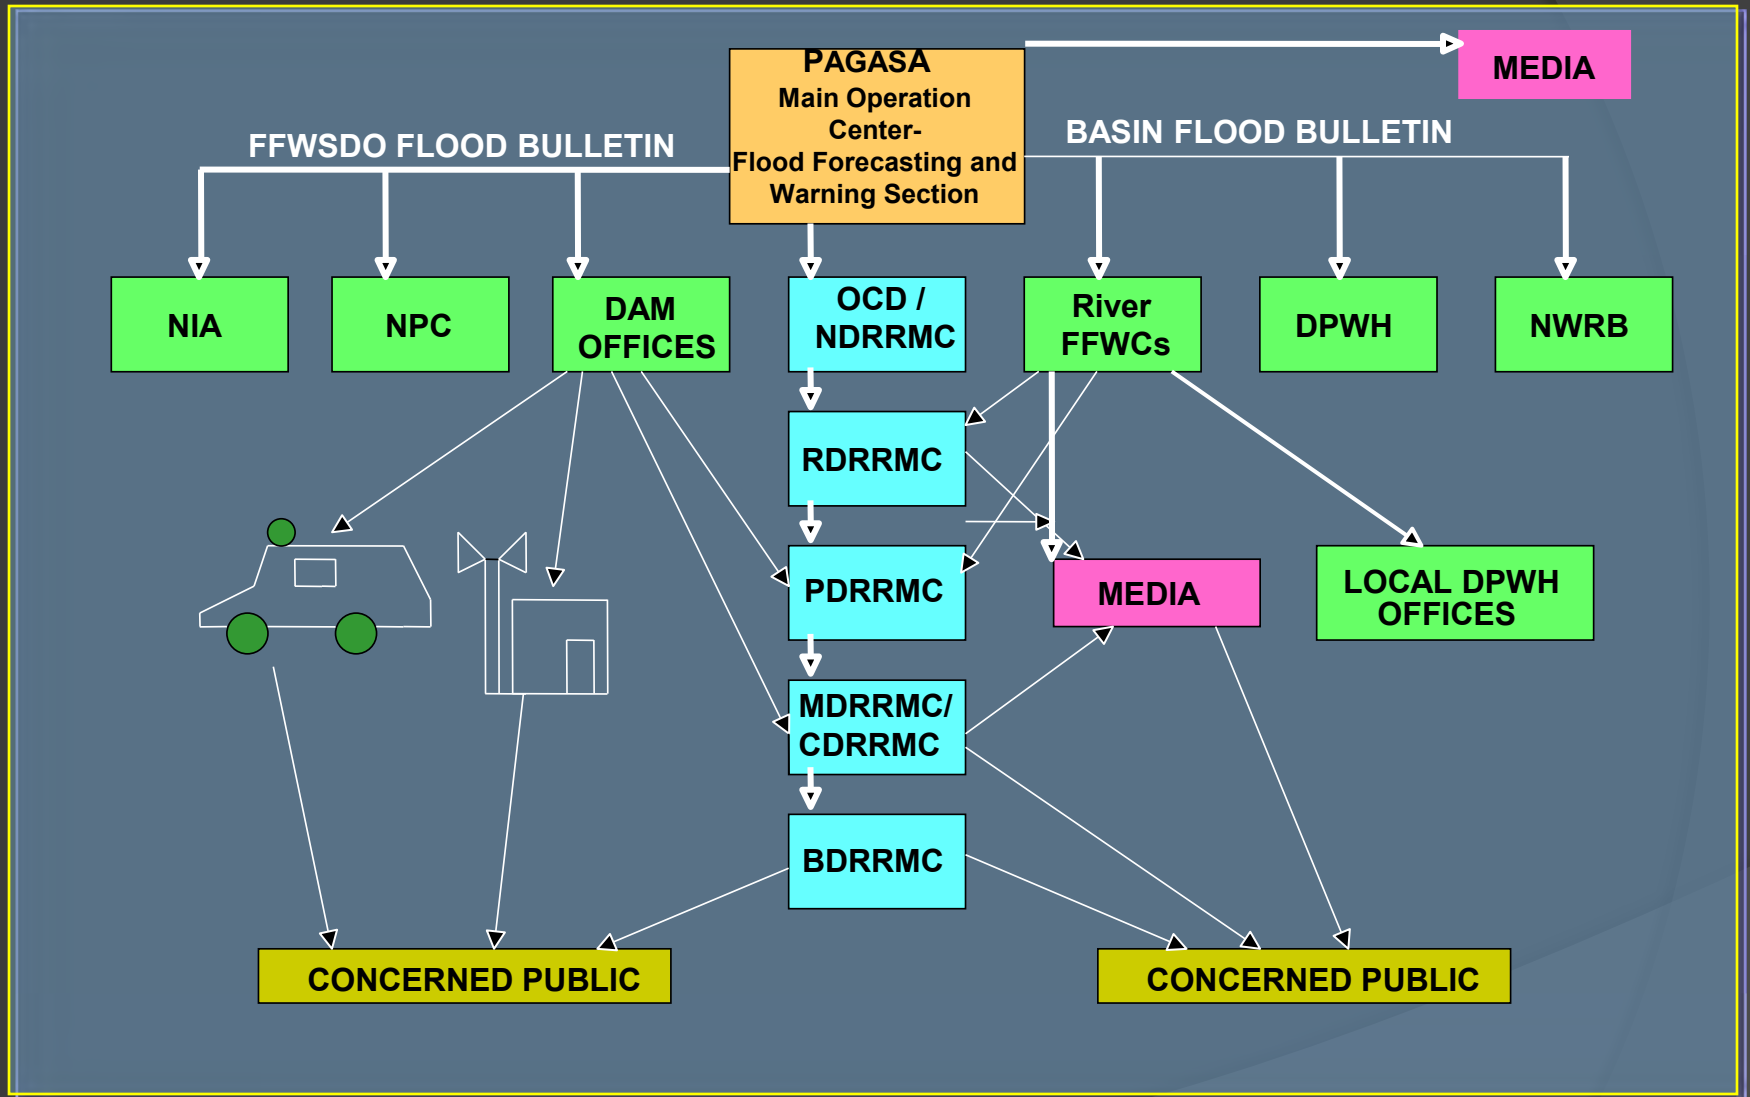 PAGASA
Main Operation
Center-
Flood Forecasting and
Warning Section
MEDIA
FFWSDO FLOOD BULLETIN
BASIN FLOOD BULLETIN
NIA
NPC
DAM
OFFICES
OCD /
NDRRMC
River
FFWCs
DPWH
NWRB
RDRRMC
PDRRMC
MEDIA
LOCAL DPWH
OFFICES
MDRRMC/
CDRRMC
BDRRMC
CONCERNED PUBLIC
CONCERNED PUBLIC